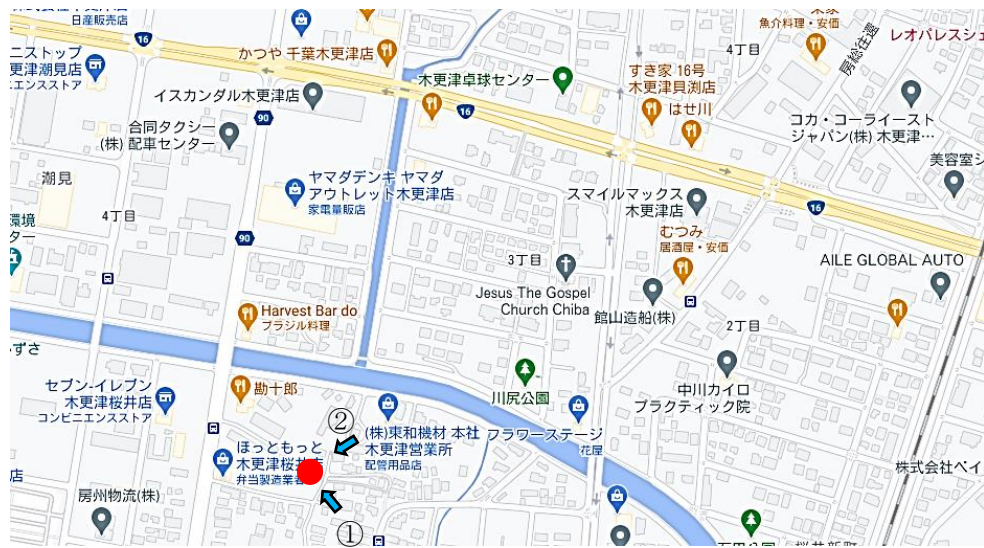 日産販売店
16
かつや 千葉木更津店
ニストップ
更津潮見店
ニエンスストア
イスカンダル木更津店
90
合同タクシー
(株) 配車センター
潮見
4丁目
環境
ター
90
ヤマダデンキ ヤマダ
アウトレット木更津店
家電量販店
木更津卓球センター
16
すき家 16号
木更津貝渕店
はせ川
4丁目
魚介料理・安価
房総往還
レオパレスシェ
コカ・コーライースト
ジャパン(株) 木更津…
美容室シ
スマイルマックス
木更津店
16
むつみ
居酒屋・安価
AILE GLOBAL AUTO
3丁目
Jesus The Gospel
Church Chiba
館山造船(株)
2丁目
Harvest Bar do
ブラジル料理
ずさ
セブン-イレブン
木更津桜井店
コンビニエンスストア
勘十郎
川尻公園
中川カイロ
プラクティック院
②
(株)東和機材 本社
木更津営業所
配管用品店
フラワーステージ
花屋
ほっともっと
木更津桜井店
弁当製造業者
店
房州物流(株)
①
株式会社ベイ